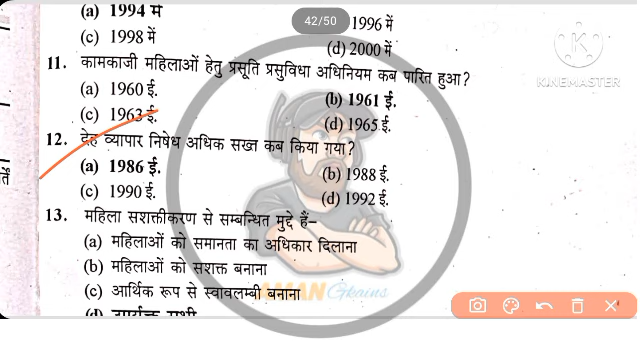 (a) 1994 में
42/50
1996 में
(c) 1998 में
(d) 2000 में
11. कामकाजी महिलाओं हेतु प्रसूति प्रसुविधा अधिनियम कब पारित हुआ?
(a) 1960 ई.
(b) 1961 ई.
(c) 1963 ई.
(d) 1965 ई.
12. देह व्यापार निषेध अधिक सख्त कब किया गया?
(a) 1986 ई.
(b) 1988 ई.
(c) 1990 ई.
(d) 1992 ई.
13. महिला सशक्तीकरण से सम्बन्धित मुद्दे हैं–
(a) महिलाओं को समानता का अधिकार दिलाना
(b) महिलाओं को सशक्त बनाना
(c) आर्थिक रूप से स्वावलम्बी बनाना
(d) उपर्युक्त सभी
KINEMASTER